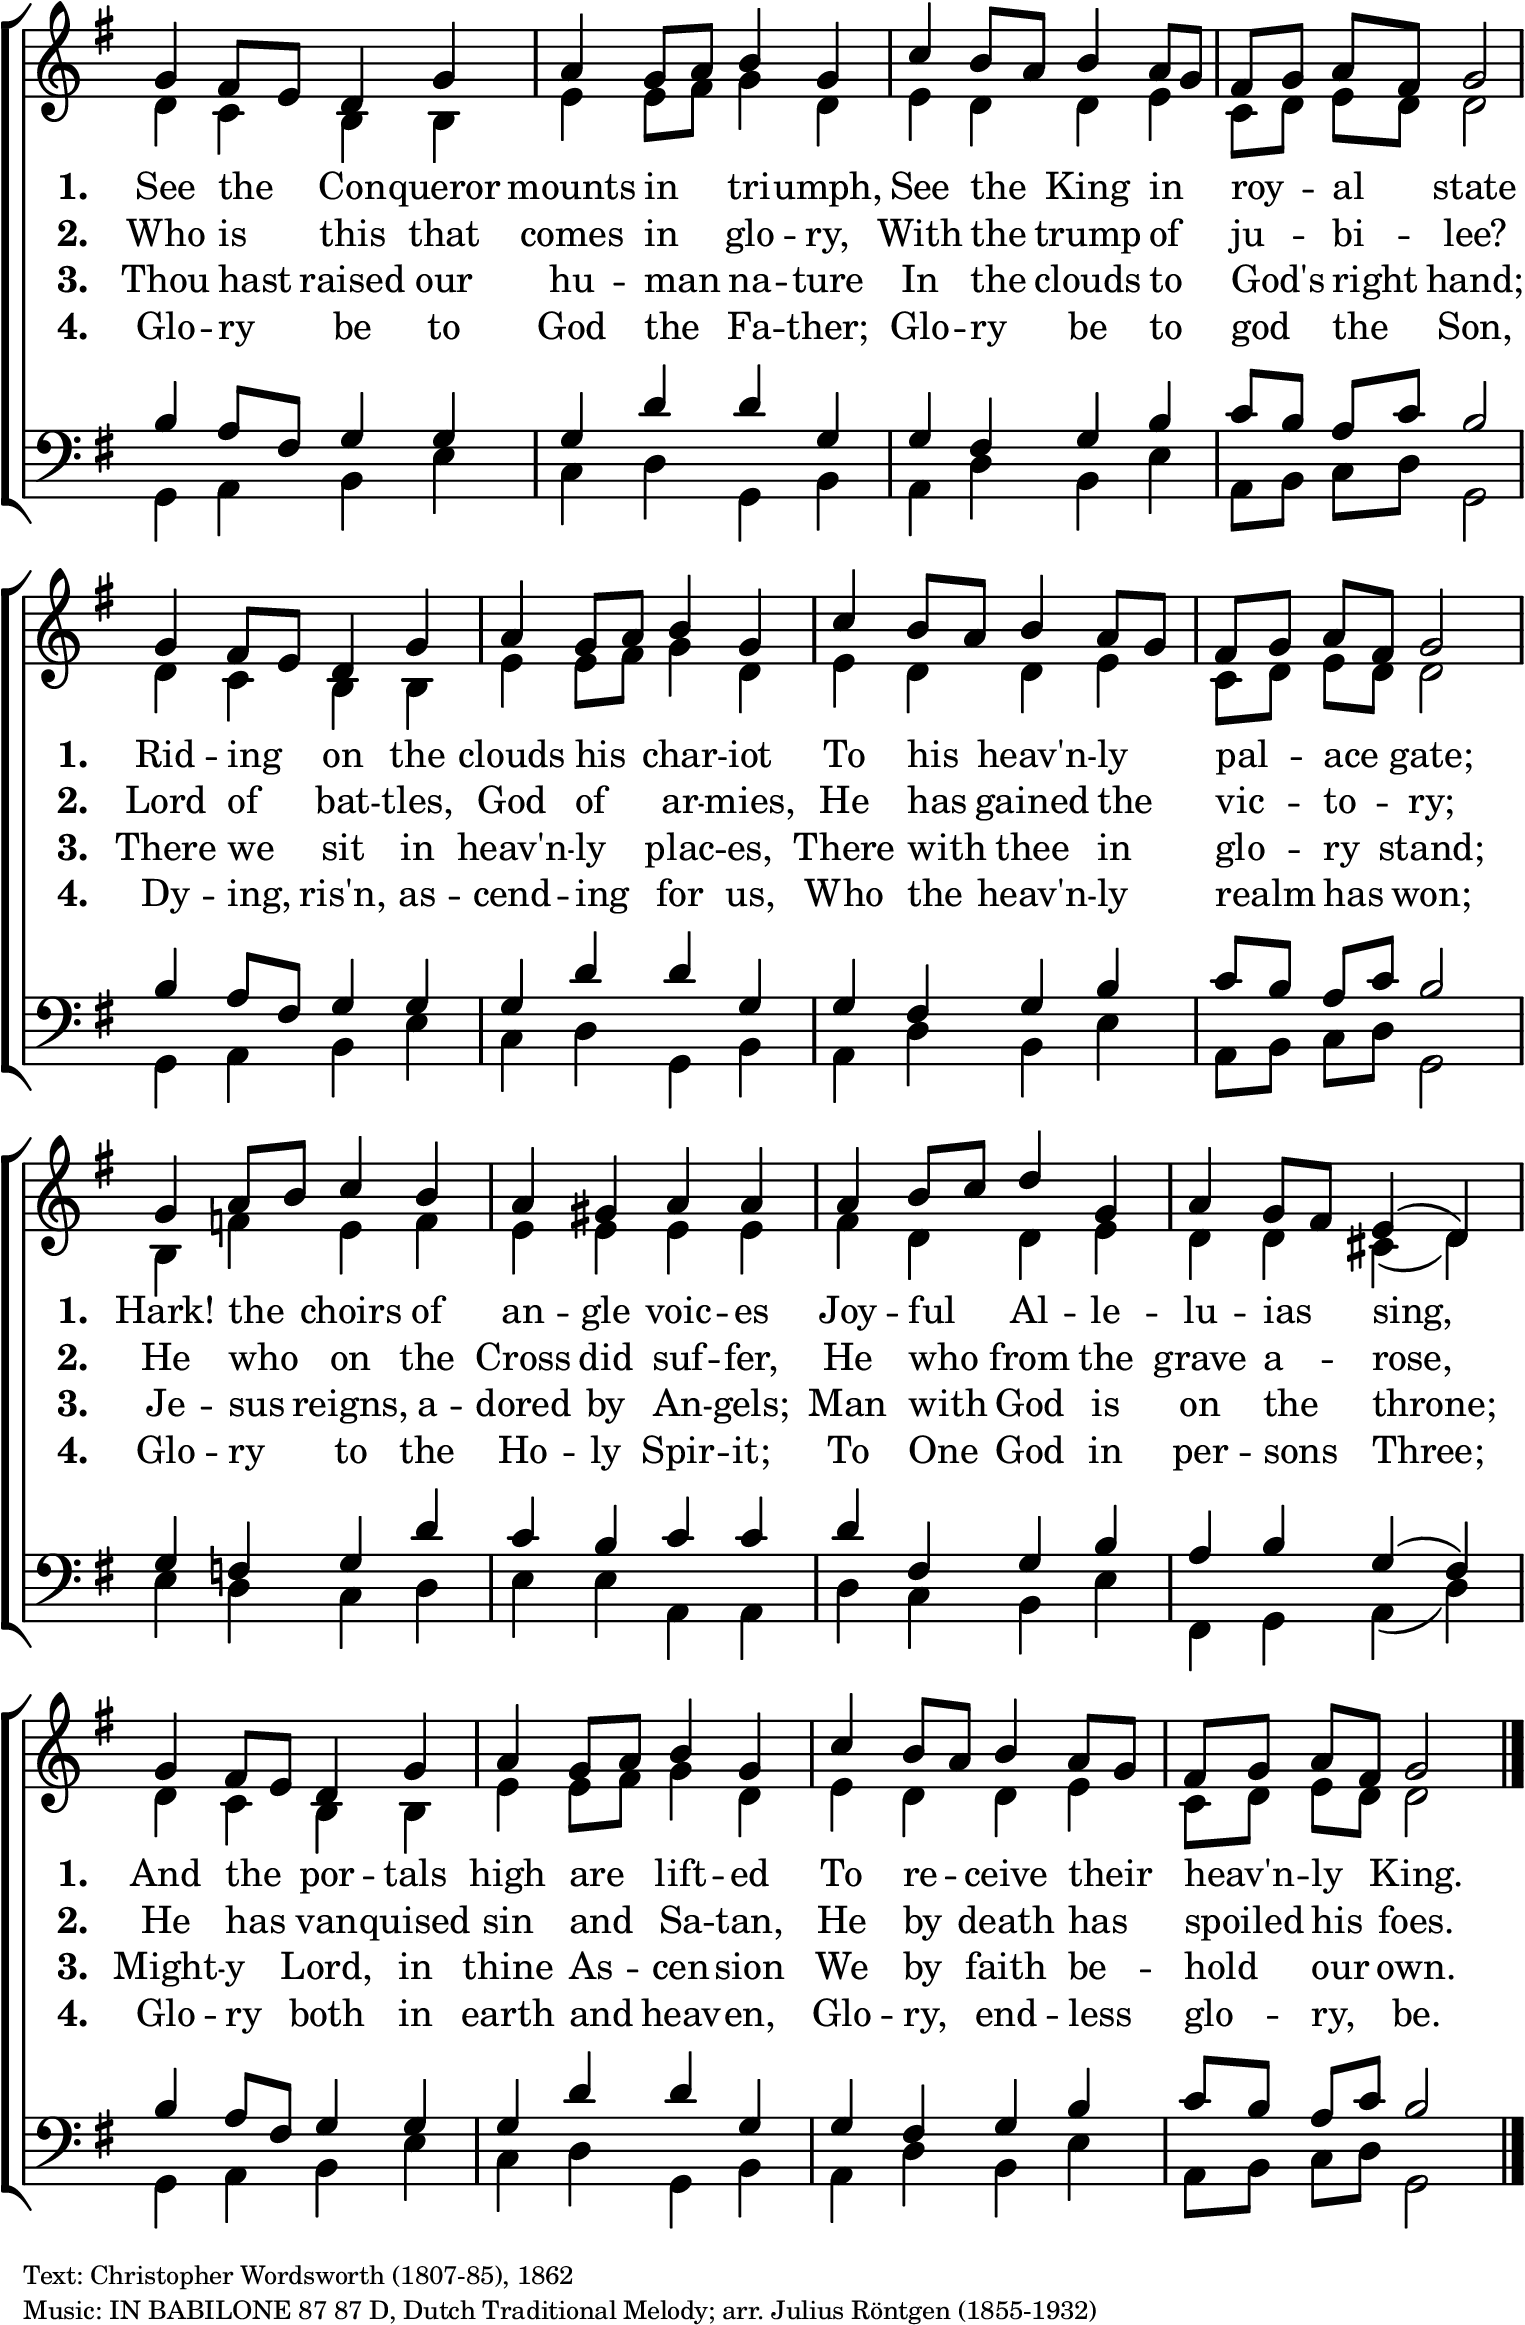 1. See the Conqueror mounts in triumph, See the King in roy -- al state
2. Who is this that comes in glo -- ry, With the trump of ju -- bi -- lee?
3. Thou hast raised our hu -- man na -- ture In the clouds to God's right hand;
4. Glo -- ry be to God the Fa -- ther; Glo -- ry be to god the Son,
1. Rid -- ing on the clouds his char -- iot To his heav'n -- ly pal -- ace gate;
2. Lord of bat -- tles, God of ar -- mies, He has gained the vic -- to -- ry;
3. There we sit in heav'n -- ly plac -- es, There with thee in glo -- ry stand;
4. Dy -- ing, ris'n, as -- cend -- ing for us, Who the heav'n -- ly realm has won;
1. Hark! the choirs of an -- gle voic -- es Joy -- ful Al -- le -- lu -- ias sing,
2. He who on the Cross did suf -- fer, He who from the grave a -- rose,
3. Je -- sus reigns, a -- dored by An -- gels; Man with God is on the throne;
4. Glo -- ry to the Ho -- ly Spir -- it; To One God in per -- sons Three;
1. And the por -- tals high are lift -- ed To re -- ceive their heav'n -- ly King.
2. He has vanquised sin and Sa -- tan, He by death has spoiled his foes.
3. Might -- y Lord, in thine As -- cension We by faith be -- hold our own.
4. Glo -- ry both in earth and heaven, Glo -- ry, end -- less glo -- ry, be.
Text: Christopher Wordsworth (1807-85), 1862
Music: IN BABILONE 87 87 D, Dutch Traditional Melody; arr. Julius Röntgen (1855-1932)